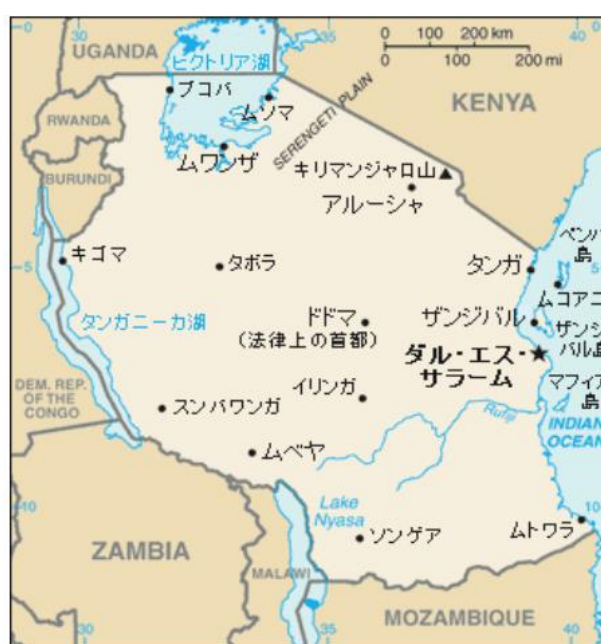 0
30
35
40
0
UGANDA
ビクトリア湖
0 100 200 km
0 100 200 mi
KENYA
ブコバ
ムソマ
SERENGETI PLAIN
RWANDA
ムワンザ
キリマンジャロ山
アルーシャ
BURUNDI
キゴマ
タボラ
タンガ
ペンバ
島
5
5
ムコアニ
タンガニーカ湖
ドドマ
(法律上の首都)
ザンジバル
ザンジ
バル島
ダル・エス・
サラーム
DEM. REP.
OF THE
CONGO
イリンガ
マフィア
島
スンバワンガ
Rufiji
INDIAN
OCEAN
ムベヤ
10
Lake
Nyasa
10
ソンゲア
ムトワラ
ZAMBIA
MALAWI
MOZAMBIQUE
30
35
40